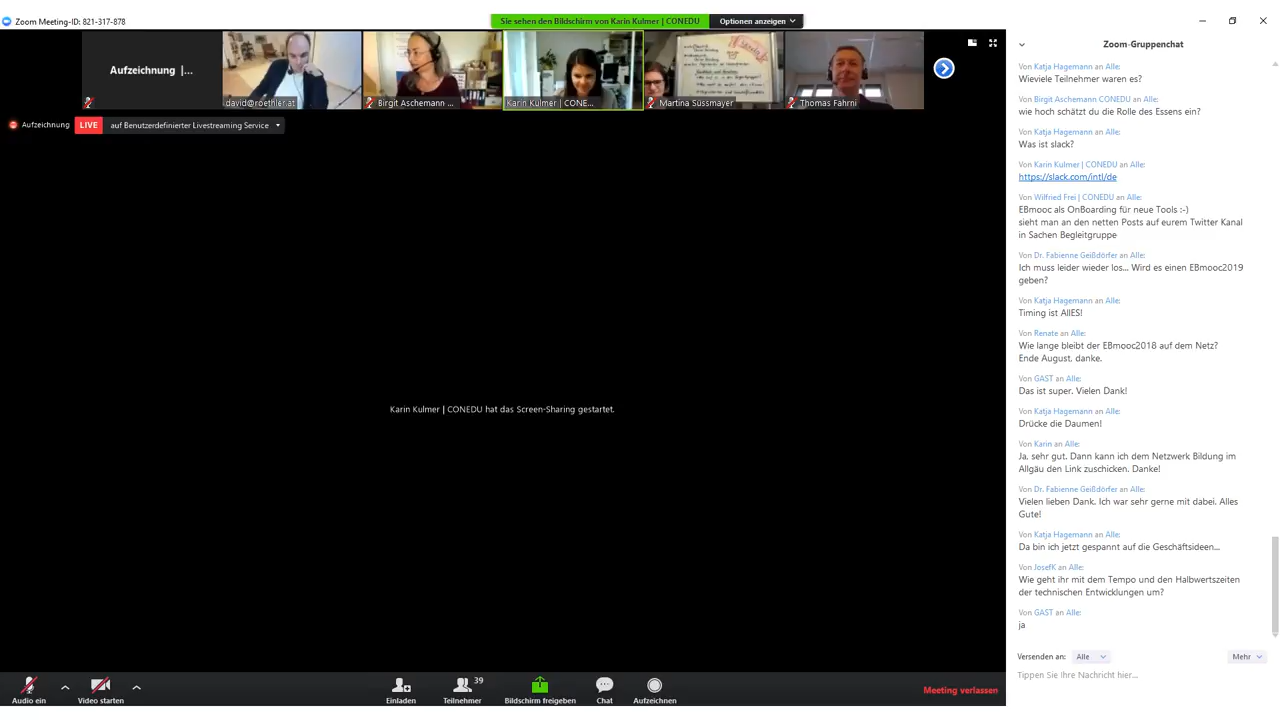 Zoom Meeting-ID: 821-317-878
Sie sehen den Bildschirm von Karin Kulmer | CONEDU
Optionen anzeigen
Aufzeichnung |...
david@roethler.at
Birgit Aschemann ...
Karin Kulmer | CONE...
Martina Süssmayer
Thomas Fahrni
Aufzeichnung
LIVE
auf Benutzerdefinierter Livestreaming Service
Karin Kulmer | CONEDU hat das Screen-Sharing gestartet.
Zoom-Gruppenchat
Von Katja Hagemann an Alle:
Wieviele Teilnehmer waren es?
Von Birgit Aschemann CONEDU an Alle:
wie hoch schätzt du die Rolle des Essens ein?
Von Katja Hagemann an Alle:
Was ist slack?
Von Karin Kulmer | CONEDU an Alle:
https://slack.com/intl/de
Von Wilfried Frei | CONEDU an Alle:
EBmooc als OnBoarding für neue Tools :-)
sieht man an den netten Posts auf eurem Twitter Kanal
in Sachen Begleitgruppe
Von Dr. Fabienne Geißdörfer an Alle:
Ich muss leider wieder los... Wird es einen EBmooc2019
geben?
Von Katja Hagemann an Alle:
Timing ist AllES!
Von Renate an Alle:
Wie lange bleibt der EBmooc2018 auf dem Netz?
Ende August, danke.
Von GAST an Alle:
Das ist super. Vielen Dank!
Von Katja Hagemann an Alle:
Drücke die Daumen!
Von Karin an Alle:
Ja, sehr gut. Dann kann ich dem Netzwerk Bildung im
Allgäu den Link zuschicken. Danke!
Von Dr. Fabienne Geißdörfer an Alle:
Vielen lieben Dank. Ich war sehr gerne mit dabei. Alles
Gute!
Von Katja Hagemann an Alle:
Da bin ich jetzt gespannt auf die Geschäftsideen...
Von JosefK an Alle:
Wie geht ihr mit dem Tempo und den Halbwertszeiten
der technischen Entwicklungen um?
Von GAST an Alle:
ja
Versenden an: Alle
Mehr
Tippen Sie Ihre Nachricht hier...
Audio ein
Video starten
Einladen
Teilnehmer
39
Bildschirm freigeben
Chat
Aufzeichnen
Meeting verlassen